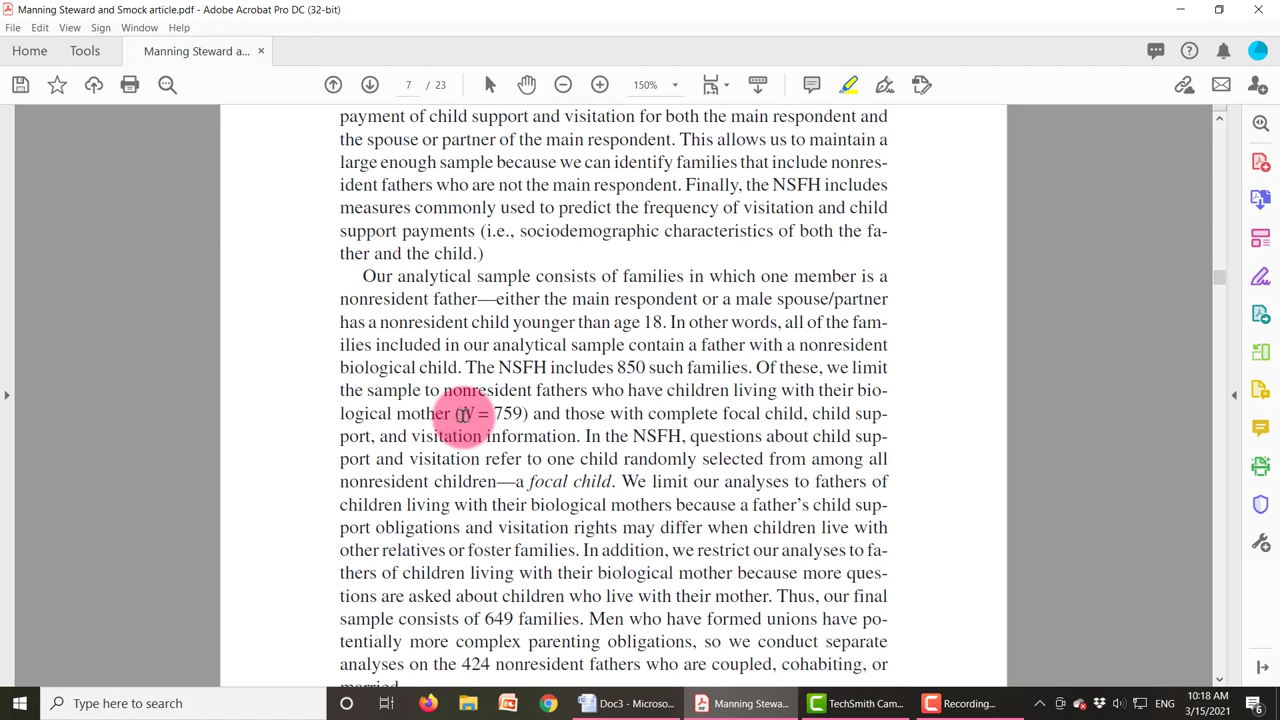 Manning Steward and Smock article.pdf - Adobe Acrobat Pro DC (32-bit)
File Edit View Sign Window Help
Home Tools Manning Steward a... ×
7 / 23 150%
payment of child support and visitation for both the main respondent and
the spouse or partner of the main respondent. This allows us to maintain a
large enough sample because we can identify families that include nonres-
ident fathers who are not the main respondent. Finally, the NSFH includes
measures commonly used to predict the frequency of visitation and child
support payments (i.e., sociodemographic characteristics of both the fa-
ther and the child.)
Our analytical sample consists of families in which one member is a
nonresident father—either the main respondent or a male spouse/partner
has a nonresident child younger than age 18. In other words, all of the fam-
ilies included in our analytical sample contain a father with a nonresident
biological child. The NSFH includes 850 such families. Of these, we limit
the sample to nonresident fathers who have children living with their bio-
logical mother (N = 759) and those with complete focal child, child sup-
port, and visitation information. In the NSFH, questions about child sup-
port and visitation refer to one child randomly selected from among all
nonresident children—a focal child. We limit our analyses to fathers of
children living with their biological mothers because a father's child sup-
port obligations and visitation rights may differ when children live with
other relatives or foster families. In addition, we restrict our analyses to fa-
thers of children living with their biological mother because more ques-
tions are asked about children who live with their mother. Thus, our final
sample consists of 649 families. Men who have formed unions have po-
tentially more complex parenting obligations, so we conduct separate
analyses on the 424 nonresident fathers who are coupled, cohabiting, or
married.
Type here to search
Doc3 - Microso...
Manning Stewa...
TechSmith Cam...
Recording...
ENG
10:18 AM
3/15/2021
6